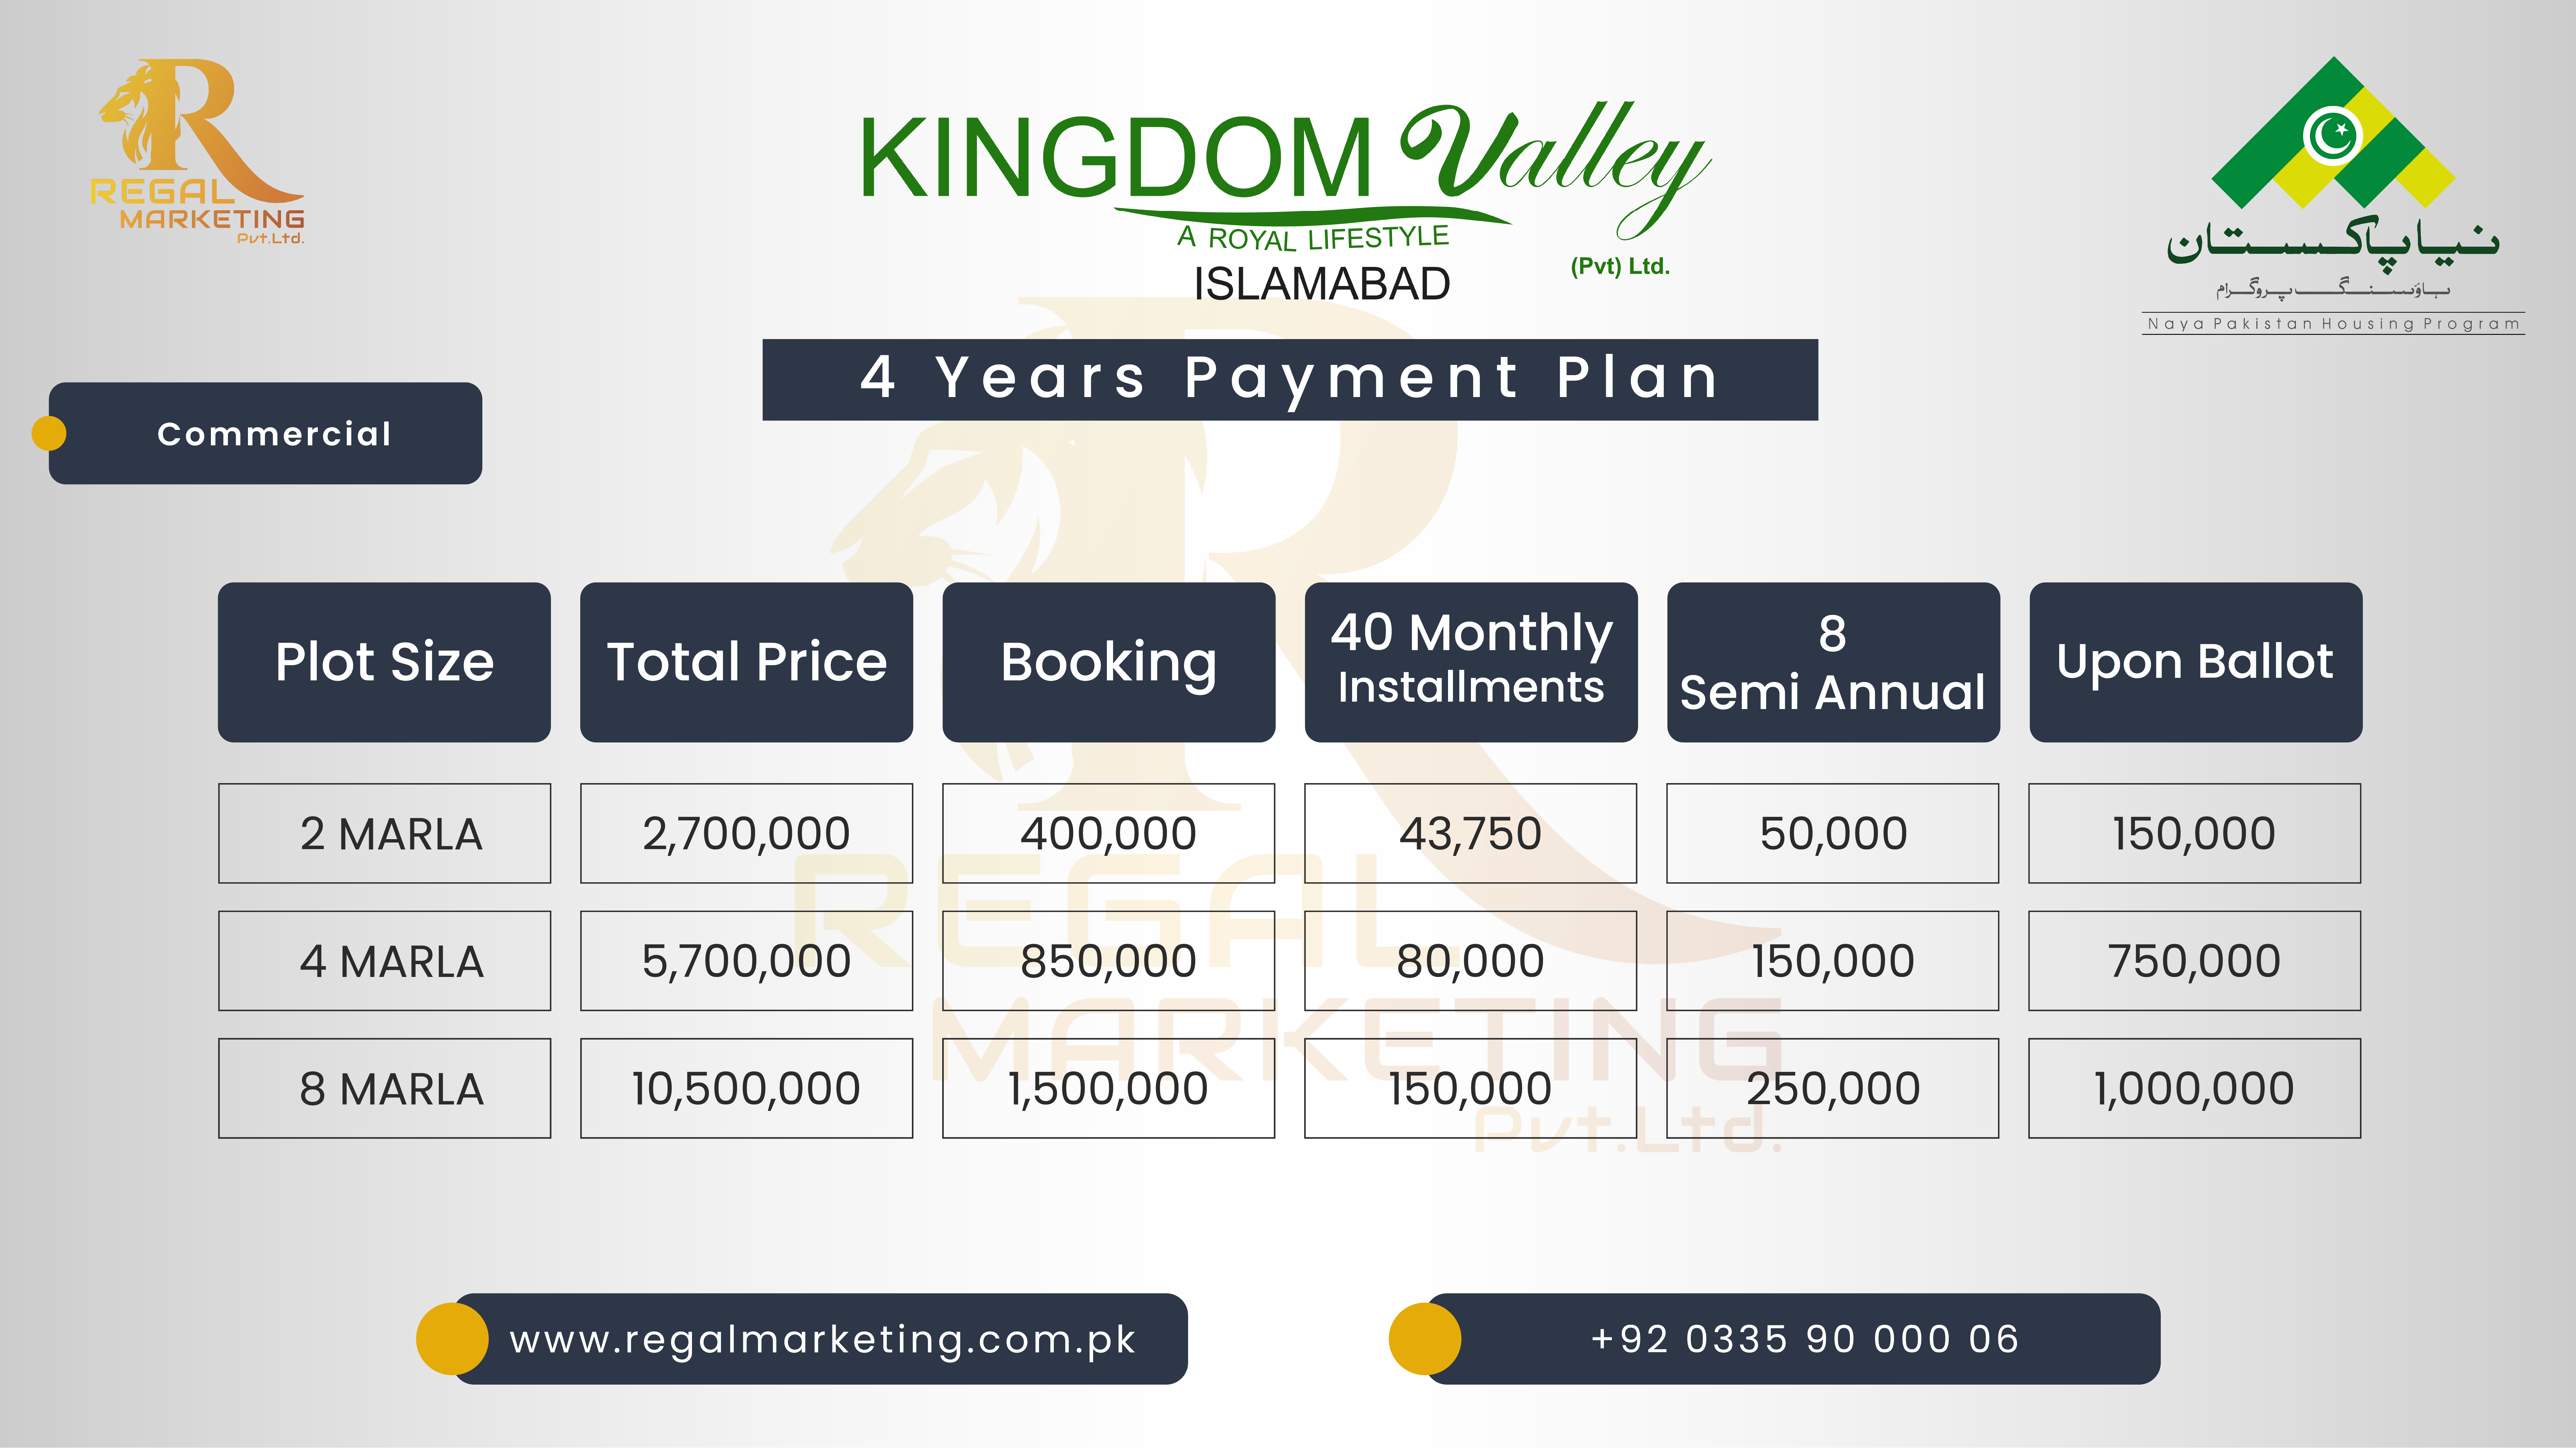 REGAL
MARKETING
Pvt.Ltd.
KINGDOM Valley
A ROYAL LIFESTYLE
(Pvt) Ltd.
ISLAMABAD
نیا پاکستان
ہاؤسنگ پروگرام
Naya Pakistan Housing Program
4 Years Payment Plan
Commercial
Plot Size Total Price Booking 40 Monthly Installments 8 Semi Annual Upon Ballot
2 MARLA 2,700,000 400,000 43,750 50,000 150,000
4 MARLA 5,700,000 850,000 80,000 150,000 750,000
8 MARLA 10,500,000 1,500,000 150,000 250,000 1,000,000
REGAL
MARKETING
Pvt.Ltd.
www.regalmarketing.com.pk
+92 0335 90 000 06